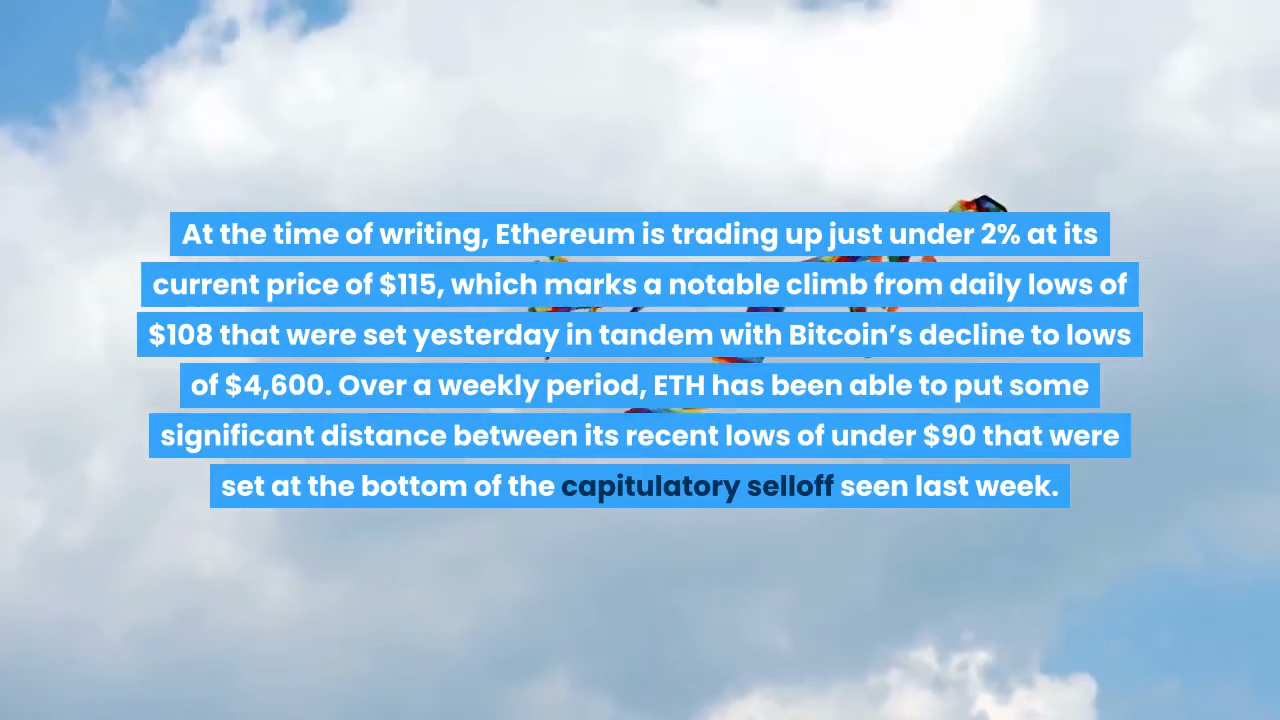 At the time of writing, Ethereum is trading up just under 2% at its
current price of $115, which marks a notable climb from daily lows of
$108 that were set yesterday in tandem with Bitcoin’s decline to lows
of $4,600. Over a weekly period, ETH has been able to put some
significant distance between its recent lows of under $90 that were
set at the bottom of the capitulatory selloff seen last week.